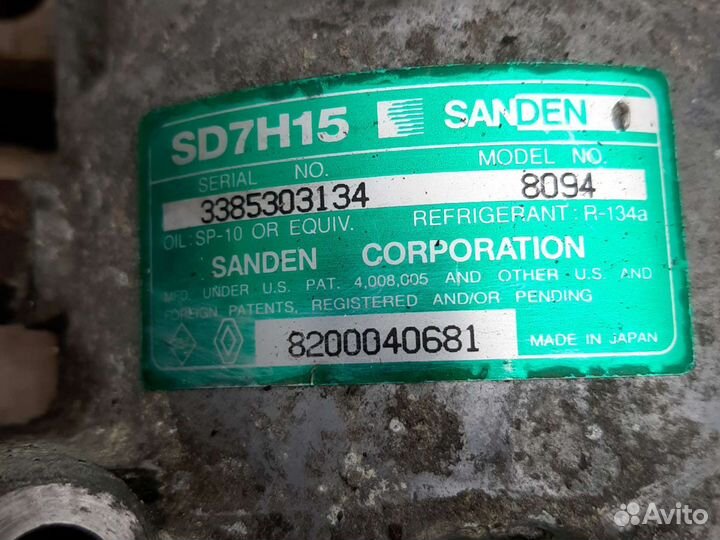 SD7H15 SANDEN
SERIAL NO. MODEL NO.
3385303134 8094
OIL: SP-10 OR EQUIV. REFRIGERANT: R-134a
SANDEN CORPORATION
MFD. UNDER U.S. PAT. 4,008,005 AND OTHER U.S. AND
FOREIGN PATENTS, REGISTERED AND/OR PENDING
8200040681 MADE IN JAPAN
Avito